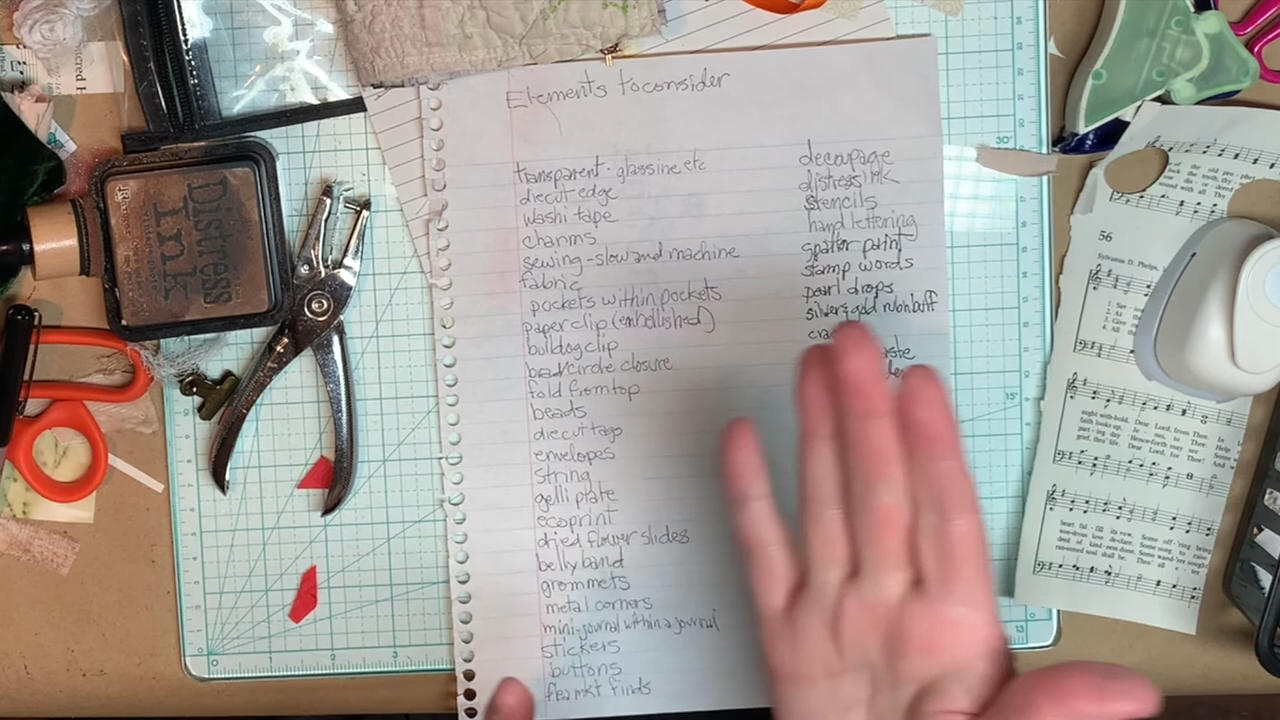 Elements to consider
transparent - glassine etc
diecut edge
washi tape
charms
sewing - slow and machine
fabric
pockets within pockets
paper clip (embellished)
bulldog clip
brad/circle closure
fold from top
beads
diecut tags
envelopes
string
gelli plate
ecoprint
dried flower slides
belly band
grommets
metal corners
mini-journal within a journal
stickers
buttons
flea mkt finds
decoupage
distress ink
stencils
hand lettering
spatter paint
stamp words
pearl drops
silver & gold rub n buff
Distress
Ink
Ranger
56
Sylvanus D. Phelps,